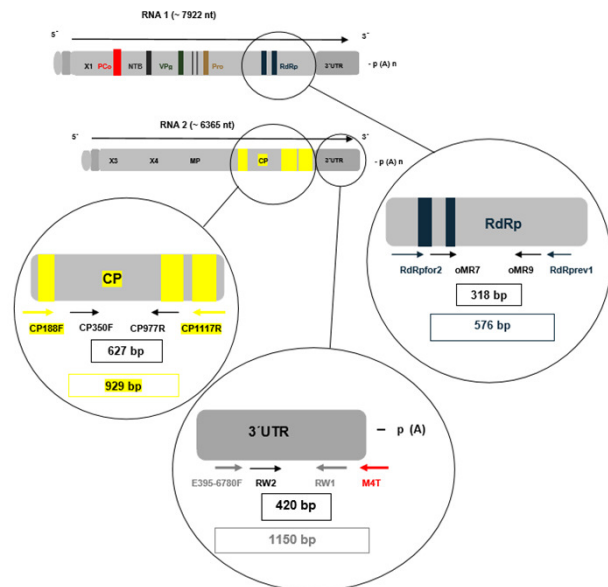 RNA 1 (~ 7922 nt)
5´ 3´
X1 PCo NTB VPg Pro RdRp 3´UTR - p (A) n
RNA 2 (~ 6365 nt)
5´ 3´
X3 X4 MP CP 3´UTR - p (A) n
RdRp
RdRpfor2 oMR7 oMR9 RdRprev1
318 bp
576 bp
CP
CP188F CP350F CP977R CP1117R
627 bp
929 bp
3´UTR – p (A)
E395-6780F RW2 RW1 M4T
420 bp
1150 bp